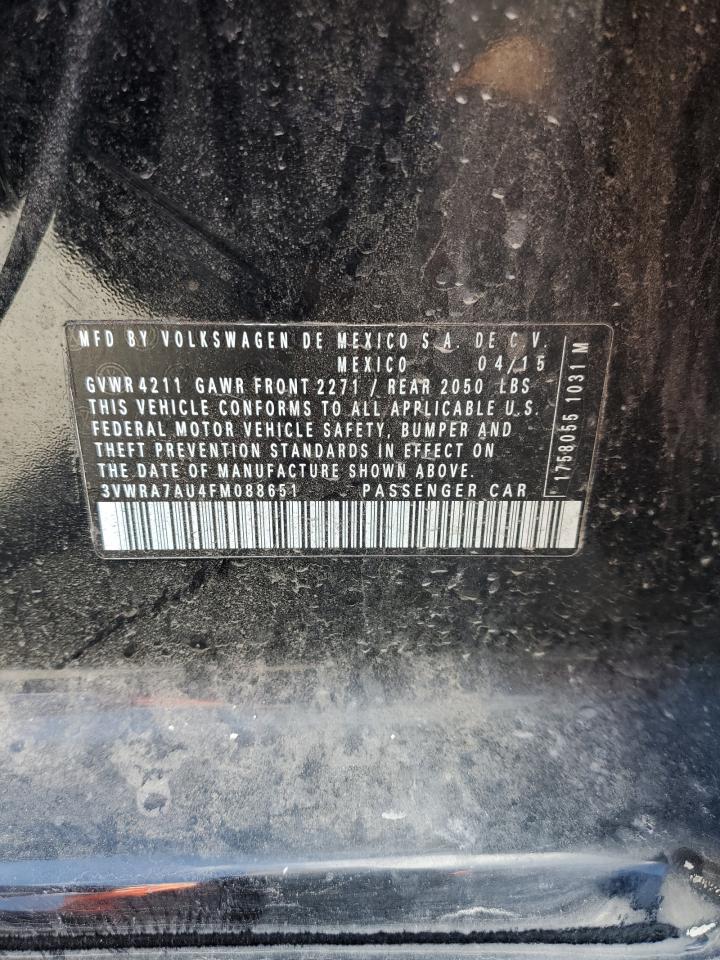 MFD BY VOLKSWAGEN DE MEXICO S.A. DE C.V.
MEXICO 04/15
GVWR 4211 GAWR FRONT 2271 / REAR 2050 LBS
THIS VEHICLE CONFORMS TO ALL APPLICABLE U.S.
FEDERAL MOTOR VEHICLE SAFETY, BUMPER AND
THEFT PREVENTION STANDARDS IN EFFECT ON
THE DATE OF MANUFACTURE SHOWN ABOVE.
3VWRA7AU4FM088651 PASSENGER CAR
1758055 1031 M